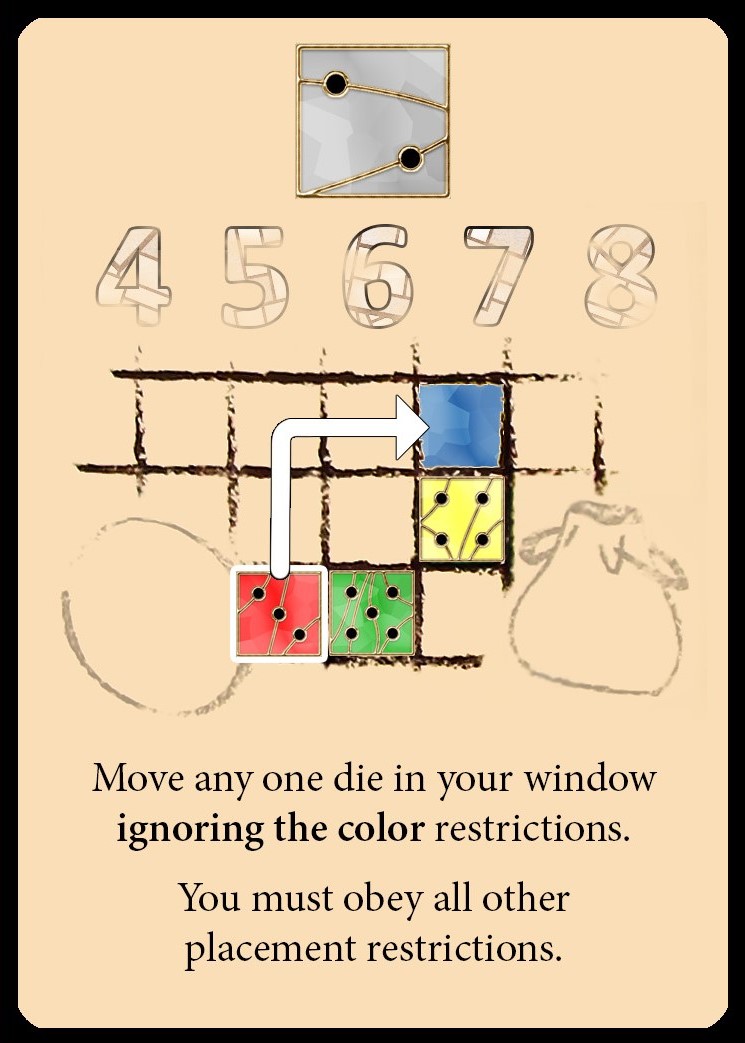 4 5 6 7 8
Move any one die in your window
ignoring the color restrictions.
You must obey all other
placement restrictions.